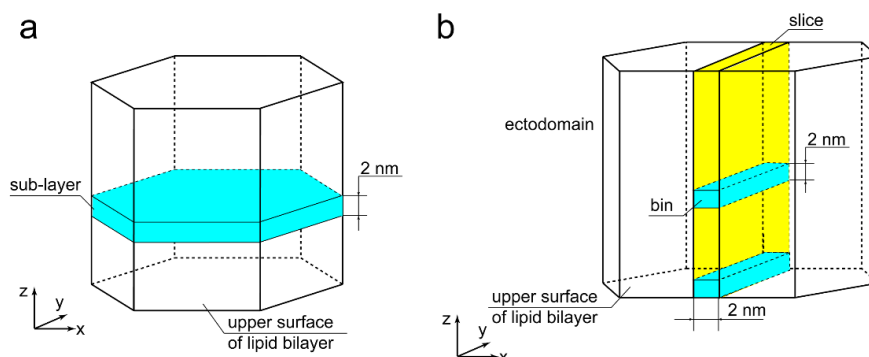 a
sub-layer
2 nm
z
y
x
upper surface
of lipid bilayer
b
slice
ectodomain
2 nm
bin
upper surface
of lipid bilayer
2 nm
z
y
x